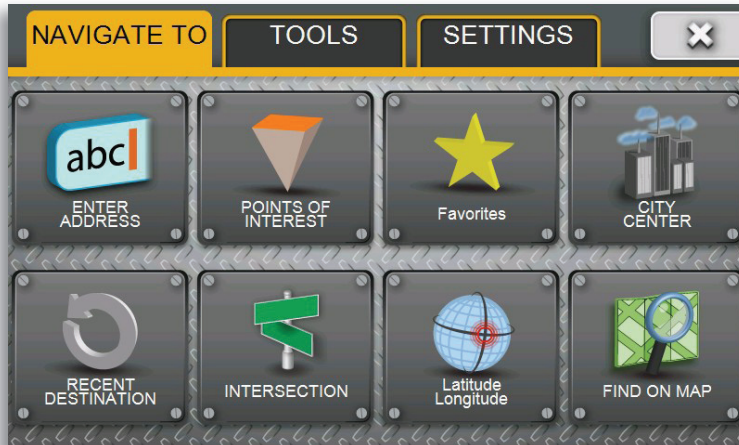 NAVIGATE TO
TOOLS
SETTINGS
abc
ENTER
ADDRESS
POINTS OF
INTEREST
Favorites
CITY
CENTER
RECENT
DESTINATION
INTERSECTION
Latitude
Longitude
FIND ON MAP